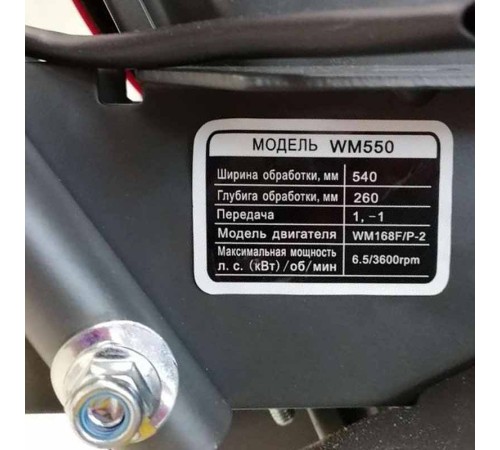 МОДЕЛЬ WM550
Ширина обработки, мм 540
Глубига обработки, мм 260
Передача 1, -1
Модель двигателя WM168F/P-2
Максимальная мощность
л. с. (кВт) /об/мин 6.5/3600rpm